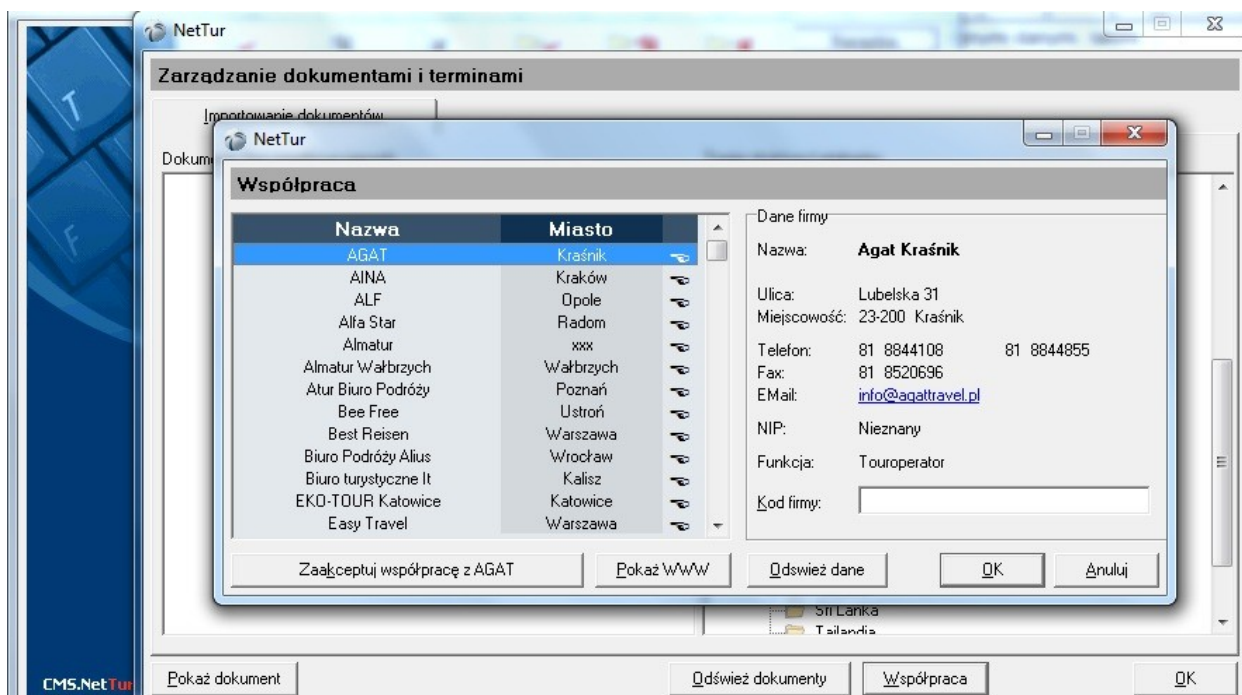 NetTur
Zarządzanie dokumentami i terminami
Importowanie dokumentów
Dokum
NetTur
Współpraca
Nazwa Miasto
AGAT Kraśnik
AINA Kraków
ALF Opole
Alfa Star Radom
Almatur xxx
Almatur Wałbrzych Wałbrzych
Atur Biuro Podróży Poznań
Bee Free Ustroń
Best Reisen Warszawa
Biuro Podróży Alius Wrocław
Biuro turystyczne It Kalisz
EKO-TOUR Katowice Katowice
Easy Travel Warszawa
Dane firmy
Nazwa: Agat Kraśnik
Ulica: Lubelska 31
Miejscowość: 23-200 Kraśnik
Telefon: 81 8844108 81 8844855
Fax: 81 8520696
EMail: info@agattravel.pl
NIP: Nieznany
Funkcja: Touroperator
Kod firmy:
Zaakceptuj współpracę z AGAT Pokaż WWW Odswież dane OK Anuluj
Sri Lanka
Tajlandia
Pokaż dokument Odśwież dokumenty Współpraca OK
CMS.NetTur
T
F